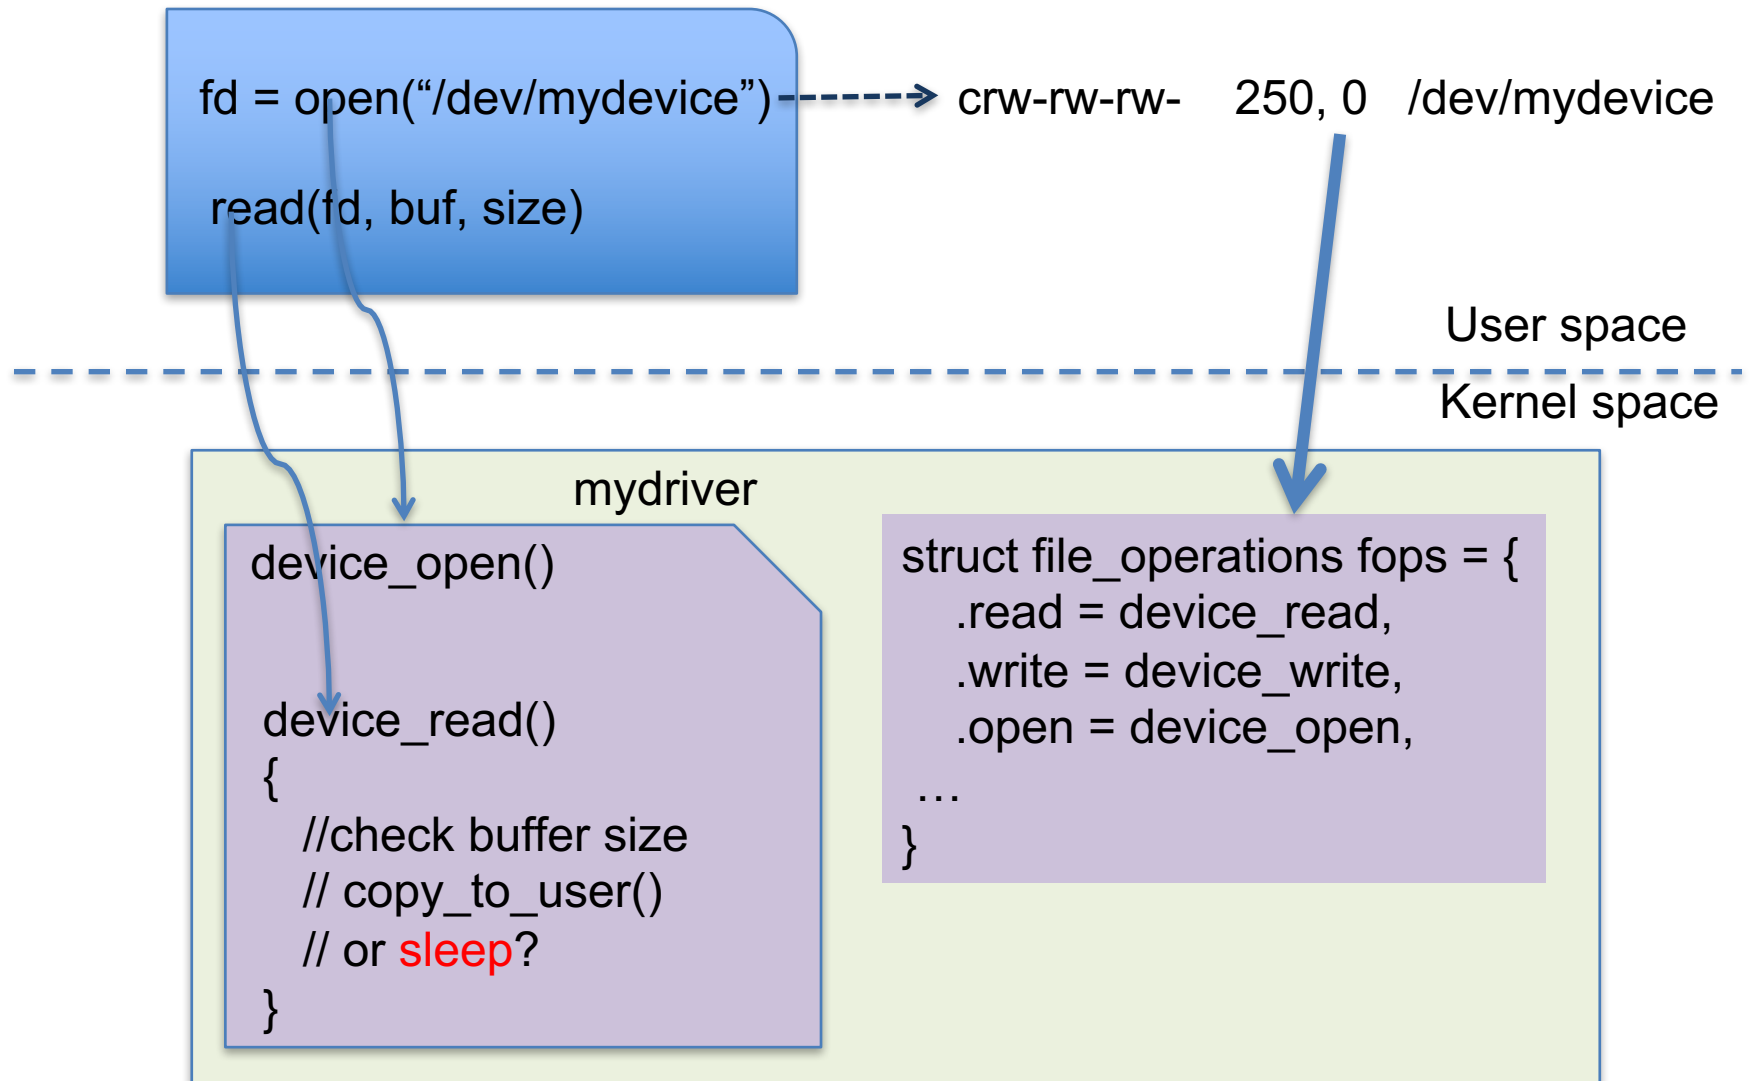 fd = open(“/dev/mydevice”)
crw-rw-rw- 250, 0 /dev/mydevice
read(fd, buf, size)
User space
Kernel space
mydriver
device_open()
device_read()
{
//check buffer size
// copy_to_user()
// or sleep?
}
struct file_operations fops = {
.read = device_read,
.write = device_write,
.open = device_open,
…
}